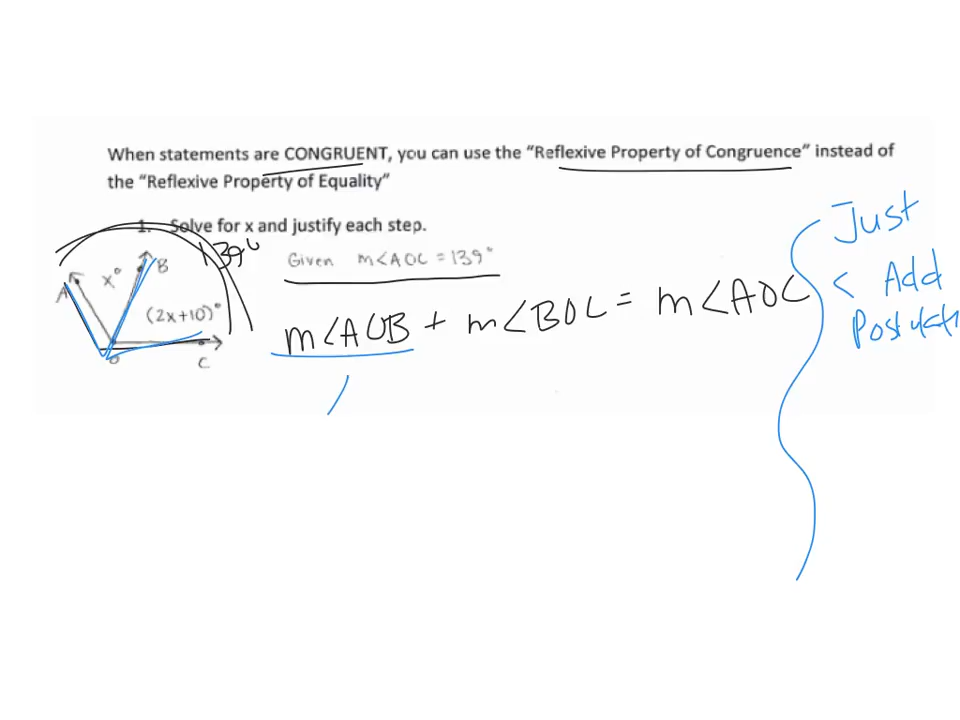 When statements are CONGRUENT, you can use the "Reflexive Property of Congruence" instead of
the "Reflexive Property of Equality"
1. Solve for x and justify each step.
139°
Given m<AOC = 139°
A
x°
B
(2x+10)°
O
C
m<AOB + m<BOC = m<AOC
Just
< Add
Postulate